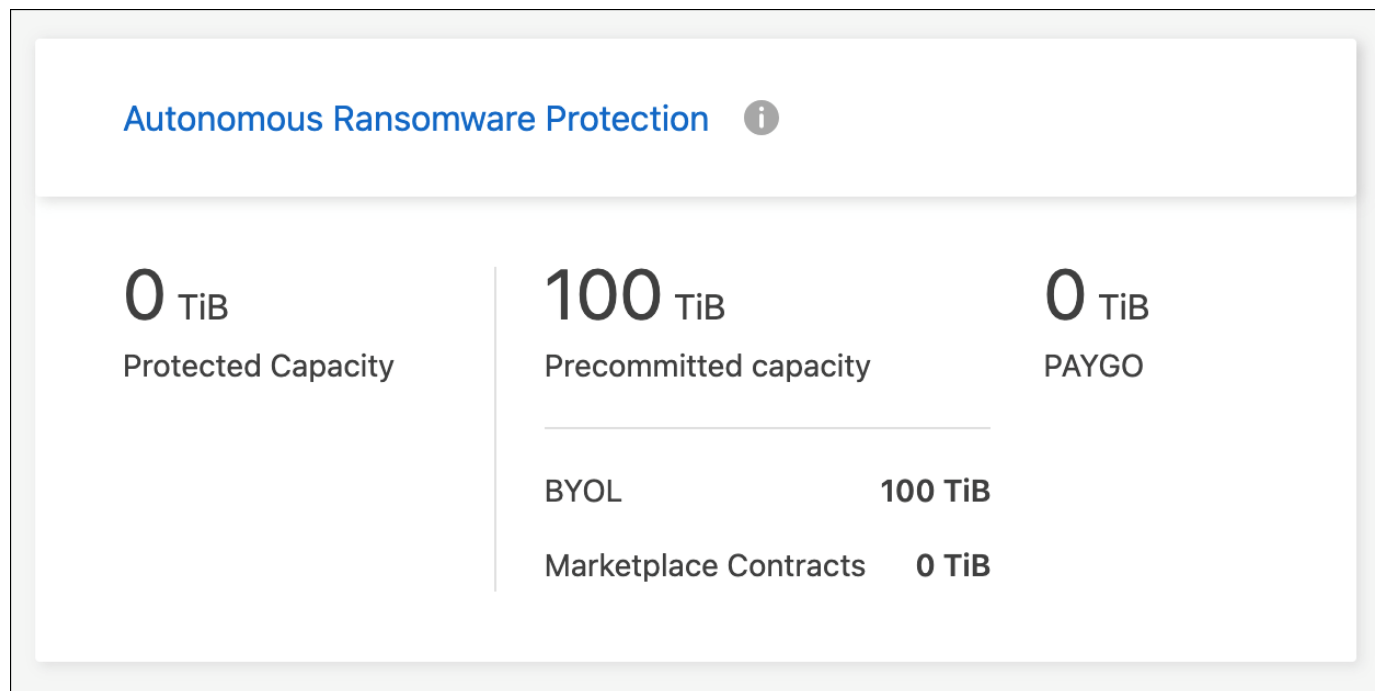 Autonomous Ransomware Protection
0 TiB
Protected Capacity
100 TiB
Precommitted capacity
BYOL 100 TiB
Marketplace Contracts 0 TiB
0 TiB
PAYGO